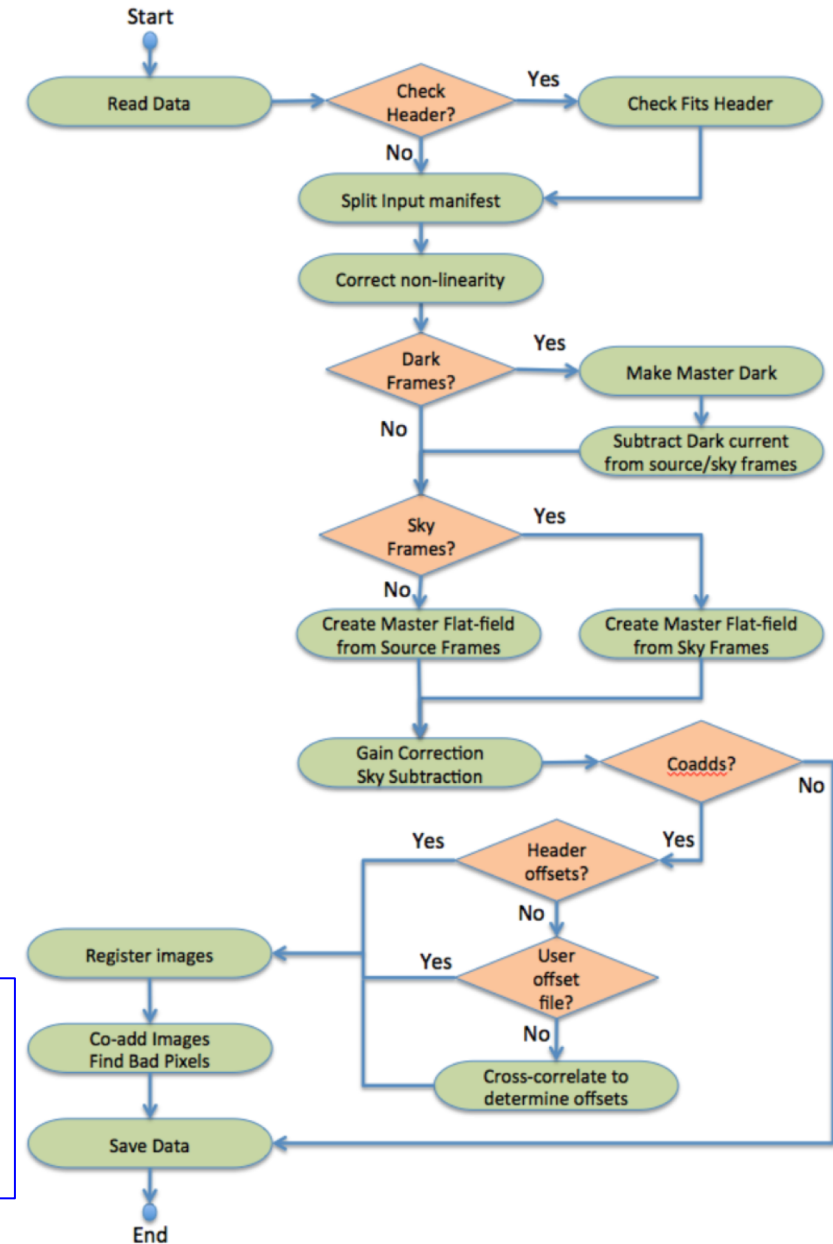 Start
Read Data
Check
Header?
Yes
Check Fits Header
No
Split Input manifest
Correct non-linearity
Dark
Frames?
Yes
Make Master Dark
No
Subtract Dark current
from source/sky frames
Sky
Frames?
Yes
No
Create Master Flat-field
from Source Frames
Create Master Flat-field
from Sky Frames
Gain Correction
Sky Subtraction
Coadds?
No
Yes
Header
offsets?
Yes
No
Register images
Yes
User
offset
file?
No
Co-add Images
Find Bad Pixels
Cross-correlate to
determine offsets
Save Data
End